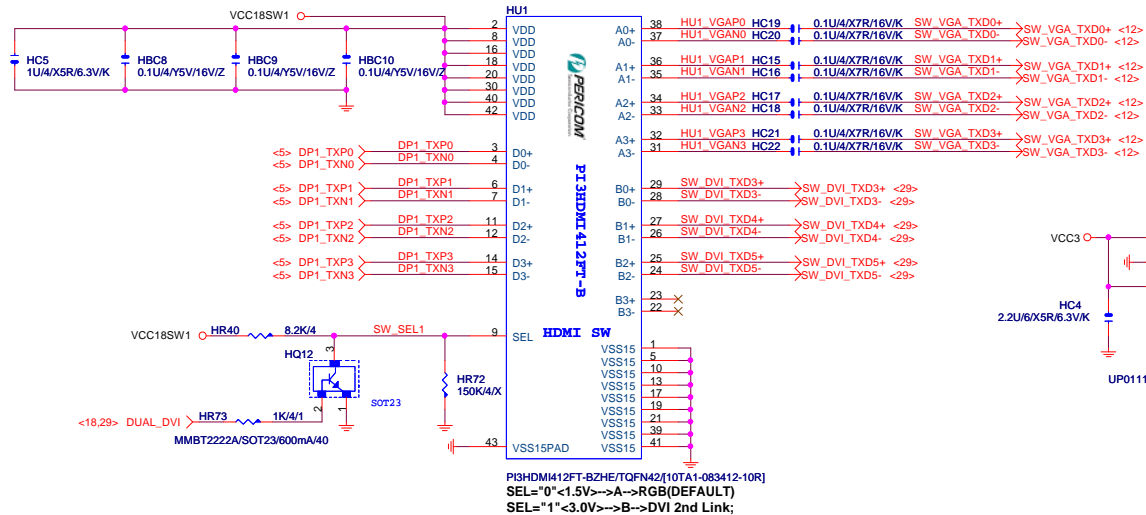 HU1
VCC18SW1
HC5
1U/4/X5R/6.3V/K
HBC8
0.1U/4/Y5V/16V/Z
HBC9
0.1U/4/Y5V/16V/Z
HBC10
0.1U/4/Y5V/16V/Z
2 VDD
8 VDD
16 VDD
18 VDD
20 VDD
30 VDD
40 VDD
42 VDD
<5> DP1_TXP0 DP1_TXP0 3 D0+
<5> DP1_TXN0 DP1_TXN0 4 D0-
<5> DP1_TXP1 DP1_TXP1 6 D1+
<5> DP1_TXN1 DP1_TXN1 7 D1-
<5> DP1_TXP2 DP1_TXP2 11 D2+
<5> DP1_TXN2 DP1_TXN2 12 D2-
<5> DP1_TXP3 DP1_TXP3 14 D3+
<5> DP1_TXN3 DP1_TXN3 15 D3-
VCC18SW1 HR40 8.2K/4 SW_SEL1 9 SEL
HQ12
3
2
1
SOT23
HR72
150K/4/X
<18,29> DUAL_DVI HR73 1K/4/1
MMBT2222A/SOT23/600mA/40
43 VSS15PAD
PERICOM
Semiconductor Corporation
PI3HDMI412FT-B
HDMI SW
A0+ 38 HU1_VGAP0 HC19 0.1U/4/X7R/16V/K SW_VGA_TXD0+ SW_VGA_TXD0+ <12>
A0- 37 HU1_VGAN0 HC20 SW_VGA_TXD0- SW_VGA_TXD0- <12>
A1+ 36 HU1_VGAP1 HC15 0.1U/4/X7R/16V/K SW_VGA_TXD1+ SW_VGA_TXD1+ <12>
A1- 35 HU1_VGAN1 HC16 0.1U/4/X7R/16V/K SW_VGA_TXD1- SW_VGA_TXD1- <12>
A2+ 34 HU1_VGAP2 HC17 0.1U/4/X7R/16V/K SW_VGA_TXD2+ SW_VGA_TXD2+ <12>
A2- 33 HU1_VGAN2 HC18 0.1U/4/X7R/16V/K SW_VGA_TXD2- SW_VGA_TXD2- <12>
A3+ 32 HU1_VGAP3 HC21 0.1U/4/X7R/16V/K SW_VGA_TXD3+ SW_VGA_TXD3+ <12>
A3- 31 HU1_VGAN3 HC22 0.1U/4/X7R/16V/K SW_VGA_TXD3- SW_VGA_TXD3- <12>
B0+ 29 SW_DVI_TXD3+ SW_DVI_TXD3+ <29>
B0- 28 SW_DVI_TXD3- SW_DVI_TXD3- <29>
B1+ 27 SW_DVI_TXD4+ SW_DVI_TXD4+ <29>
B1- 26 SW_DVI_TXD4- SW_DVI_TXD4- <29>
B2+ 25 SW_DVI_TXD5+ SW_DVI_TXD5+ <29>
B2- 24 SW_DVI_TXD5- SW_DVI_TXD5- <29>
B3+ 23
B3- 22
VSS15 1
VSS15 5
VSS15 10
VSS15 13
VSS15 17
VSS15 19
VSS15 21
VSS15 39
VSS15 41
VCC3
HC4
2.2U/6/X5R/6.3V/K
UP0111
PI3HDMI412FT-BZHE/TQFN42/[10TA1-083412-10R]
SEL="0"<1.5V>-->A-->RGB(DEFAULT)
SEL="1"<3.0V>-->B-->DVI 2nd Link;